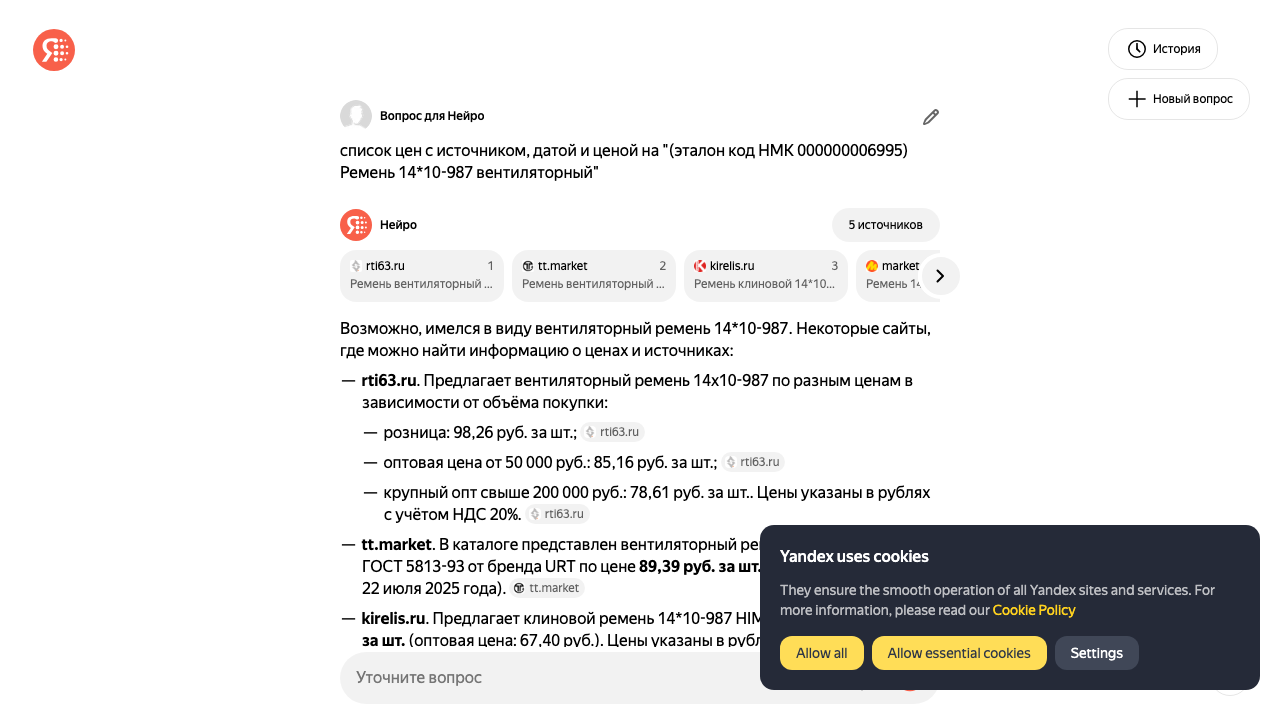 История
Новый вопрос
Вопрос для Нейро
список цен с источником, датой и ценой на "(эталон код НМК 000000006995)
Ремень 14*10-987 вентиляторный"
Нейро
5 источников
rti63.ru 1
Ремень вентиляторный ...
tt.market 2
Ремень вентиляторный ...
kirelis.ru 3
Ремень клиновой 14*10...
market
Ремень 14
Возможно, имелся в виду вентиляторный ремень 14*10-987. Некоторые сайты,
где можно найти информацию о ценах и источниках:
— rti63.ru. Предлагает вентиляторный ремень 14х10-987 по разным ценам в
зависимости от объёма покупки:
— розница: 98,26 руб. за шт.; rti63.ru
— оптовая цена от 50 000 руб.: 85,16 руб. за шт.; rti63.ru
— крупный опт свыше 200 000 руб.: 78,61 руб. за шт.. Цены указаны в рублях
с учётом НДС 20%. rti63.ru
— tt.market. В каталоге представлен вентиляторный
ГОСТ 5813-93 от бренда URT по цене 89,39 руб. за шт.
22 июля 2025 года). tt.market
— kirelis.ru. Предлагает клиновой ремень 14*10-987
за шт. (оптовая цена: 67,40 руб.). Цены указаны в
Уточните вопрос
Yandex uses cookies
They ensure the smooth operation of all Yandex sites and services. For
more information, please read our Cookie Policy
Allow all
Allow essential cookies
Settings